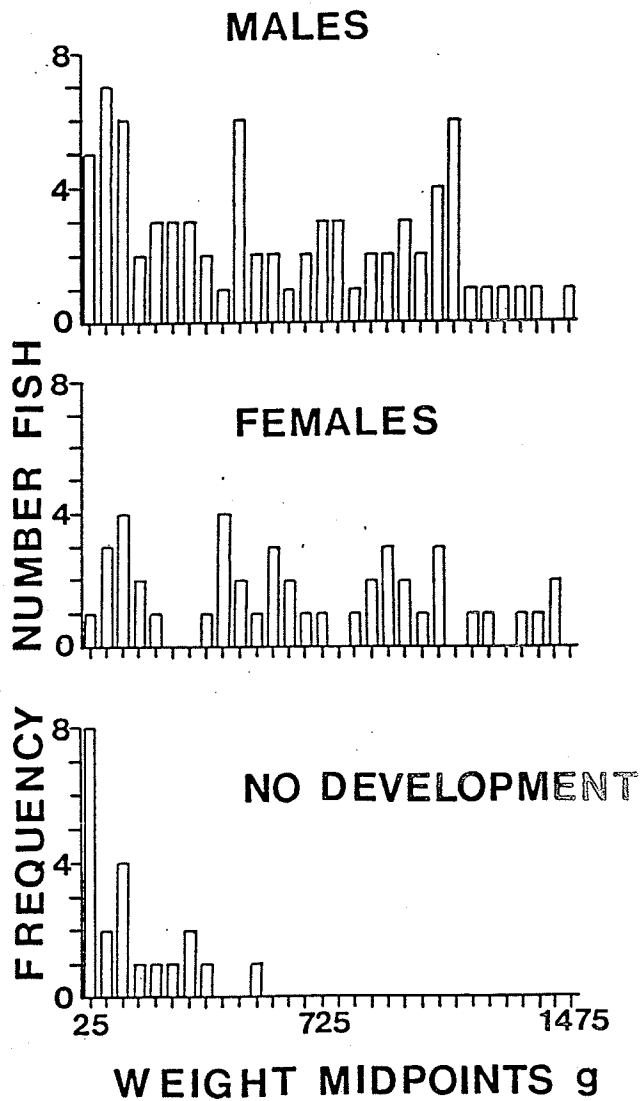 MALES
8
4
0
NUMBER FISH
8
FEMALES
4
0
FREQUENCY
8
NO DEVELOPMENT
4
0
25 725 1475
WEIGHT MIDPOINTS g